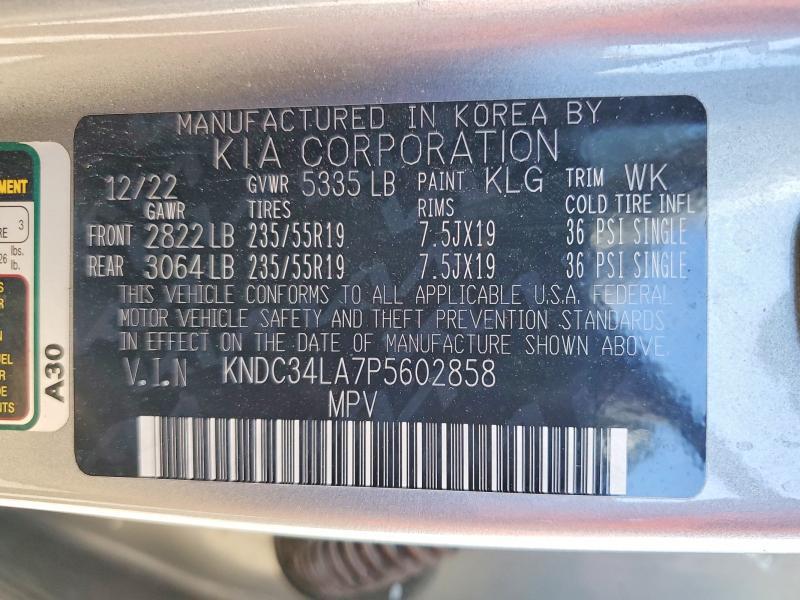 MANUFACTURED IN KOREA BY
KIA CORPORATION
12/22 GVWR 5335 LB PAINT KLG TRIM WK
GAWR TIRES RIMS COLD TIRE INFL
FRONT 2822 LB 235/55R19 7.5JX19 36 PSI SINGLE
REAR 3064 LB 235/55R19 7.5JX19 36 PSI SINGLE
THIS VEHICLE CONFORMS TO ALL APPLICABLE U.S.A. FEDERAL
MOTOR VEHICLE SAFETY AND THEFT PREVENTION STANDARDS
IN EFFECT ON THE DATE OF MANUFACTURE SHOWN ABOVE.
V.I.N KNDC34LA7P5602858
MPV
A30
3
lbs.
lb.